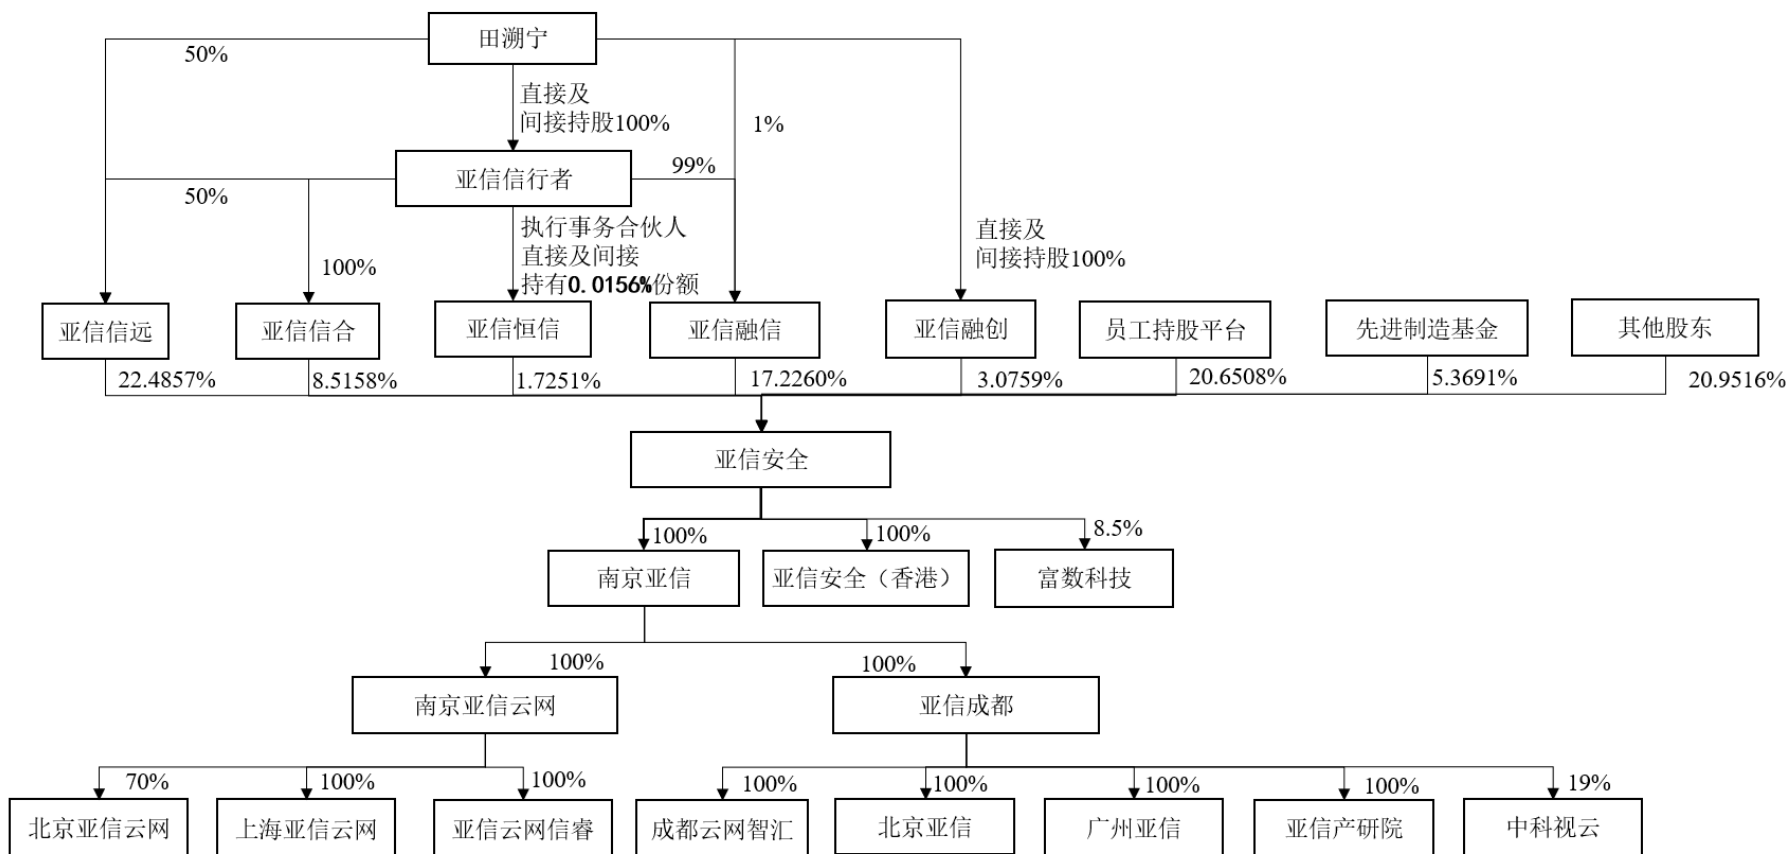 田溯宁
50%
直接及
间接持股100%
1%
亚信信行者
99%
50%
执行事务合伙人
直接及间接
持有0.0156%份额
100%
直接及
间接持股100%
亚信信远
亚信信合
亚信恒信
亚信融信
亚信融创
员工持股平台
先进制造基金
其他股东
22.4857%
8.5158%
1.7251%
17.2260%
3.0759%
20.6508%
5.3691%
20.9516%
亚信安全
100%
100%
8.5%
南京亚信
亚信安全（香港）
富数科技
100%
100%
南京亚信云网
亚信成都
70%
100%
100%
100%
100%
100%
100%
19%
北京亚信云网
上海亚信云网
亚信云网信睿
成都云网智汇
北京亚信
广州亚信
亚信产研院
中科视云